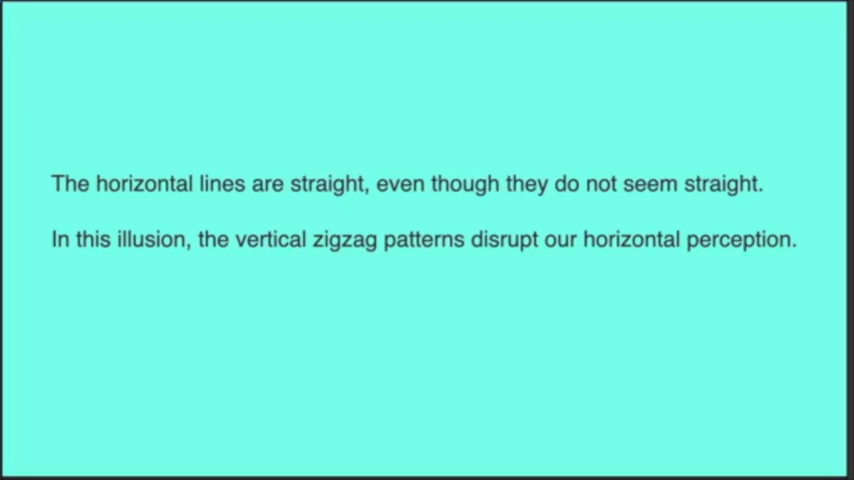 The horizontal lines are straight, even though they do not seem straight.
In this illusion, the vertical zigzag patterns disrupt our horizontal perception.